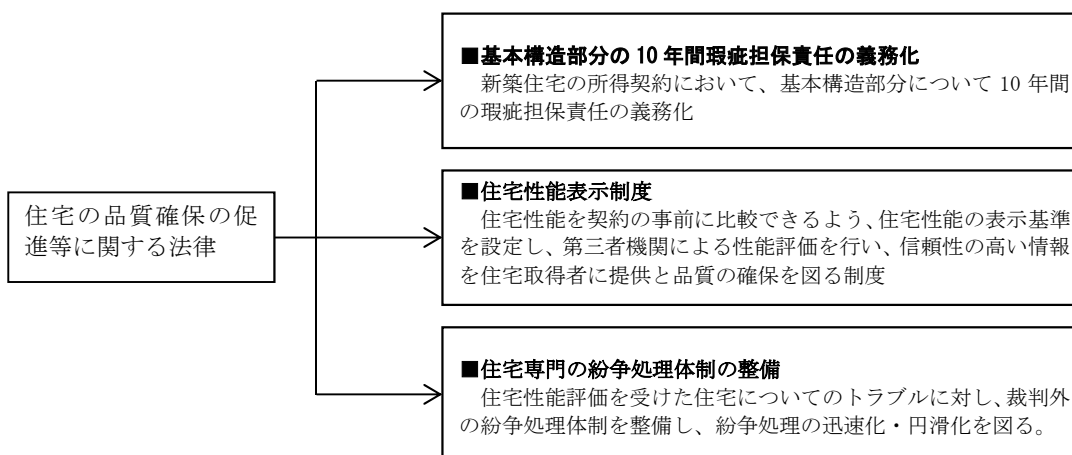 ■基本構造部分の 10 年間瑕疵担保責任の義務化
新築住宅の所得契約において、基本構造部分について 10 年間
の瑕疵担保責任の義務化
住宅の品質確保の促
進等に関する法律
■住宅性能表示制度
住宅性能を契約の事前に比較できるよう、住宅性能の表示基準
を設定し、第三者機関による性能評価を行い、信頼性の高い情報
を住宅取得者に提供と品質の確保を図る制度
■住宅専門の紛争処理体制の整備
住宅性能評価を受けた住宅についてのトラブルに対し、裁判外
の紛争処理体制を整備し、紛争処理の迅速化・円滑化を図る。